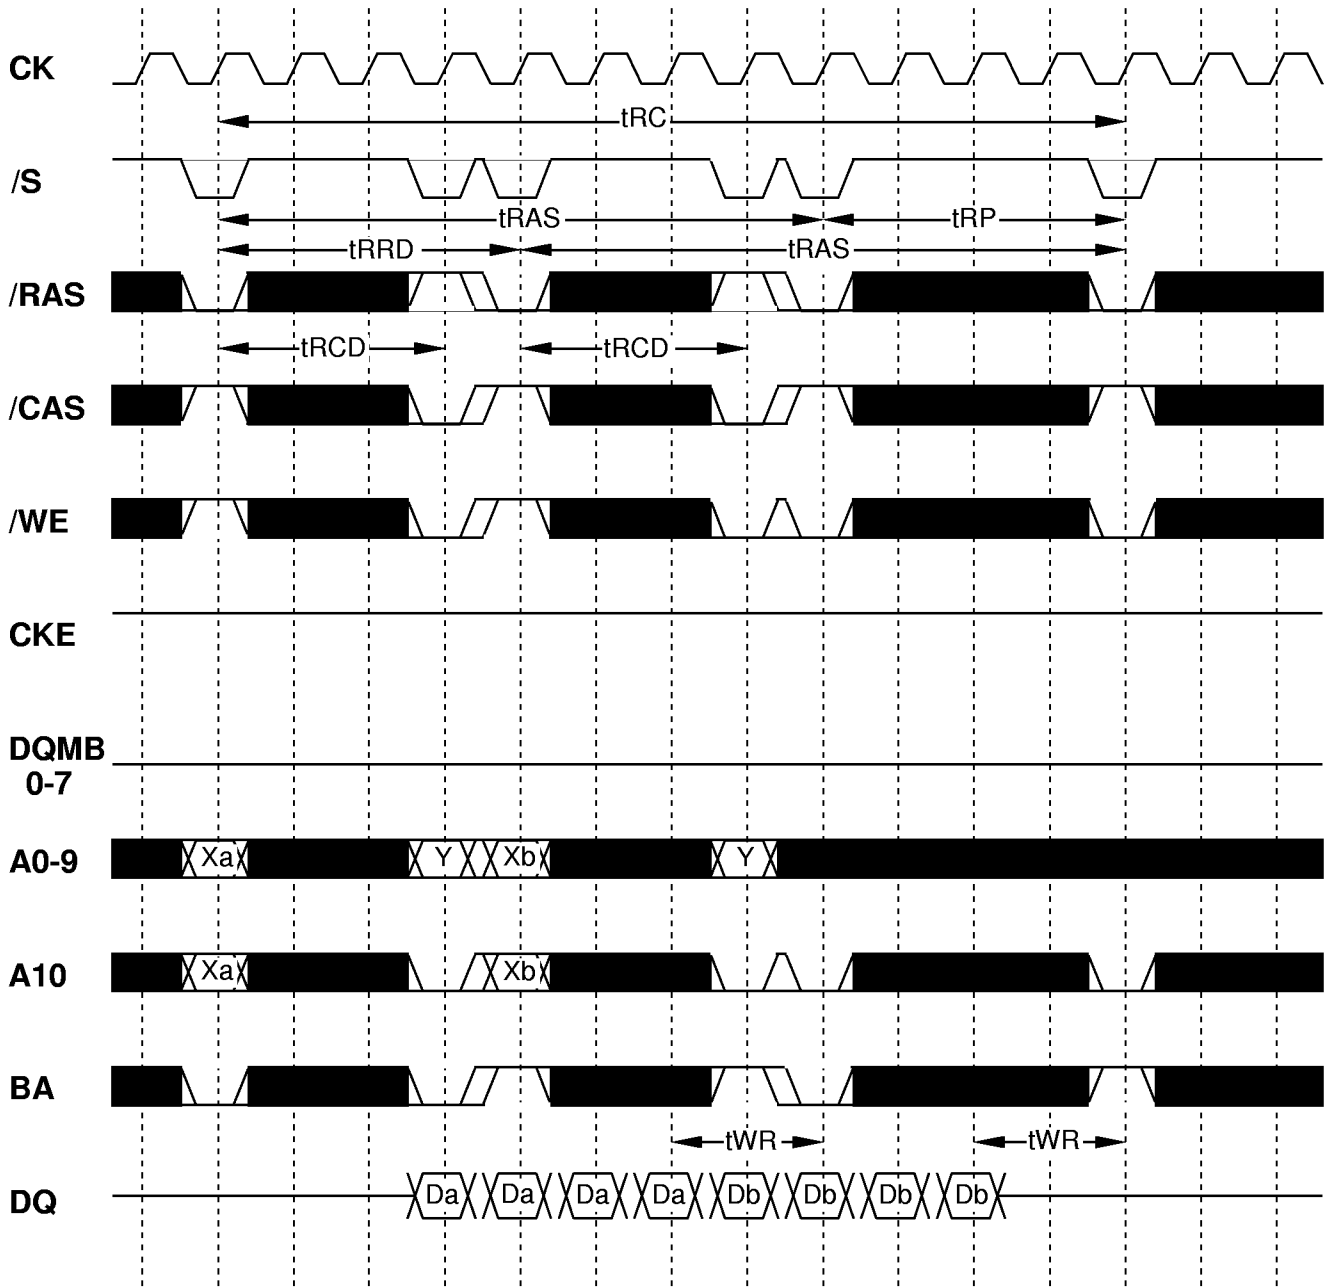 CK
tRC
/S
tRAS tRP
tRRD tRAS
/RAS
tRCD tRCD
/CAS
/WE
CKE
DQMB
0-7
A0-9 Xa Y Xb Y
A10 Xa Xb
BA
tWR tWR
DQ Da Da Da Da Db Db Db Db